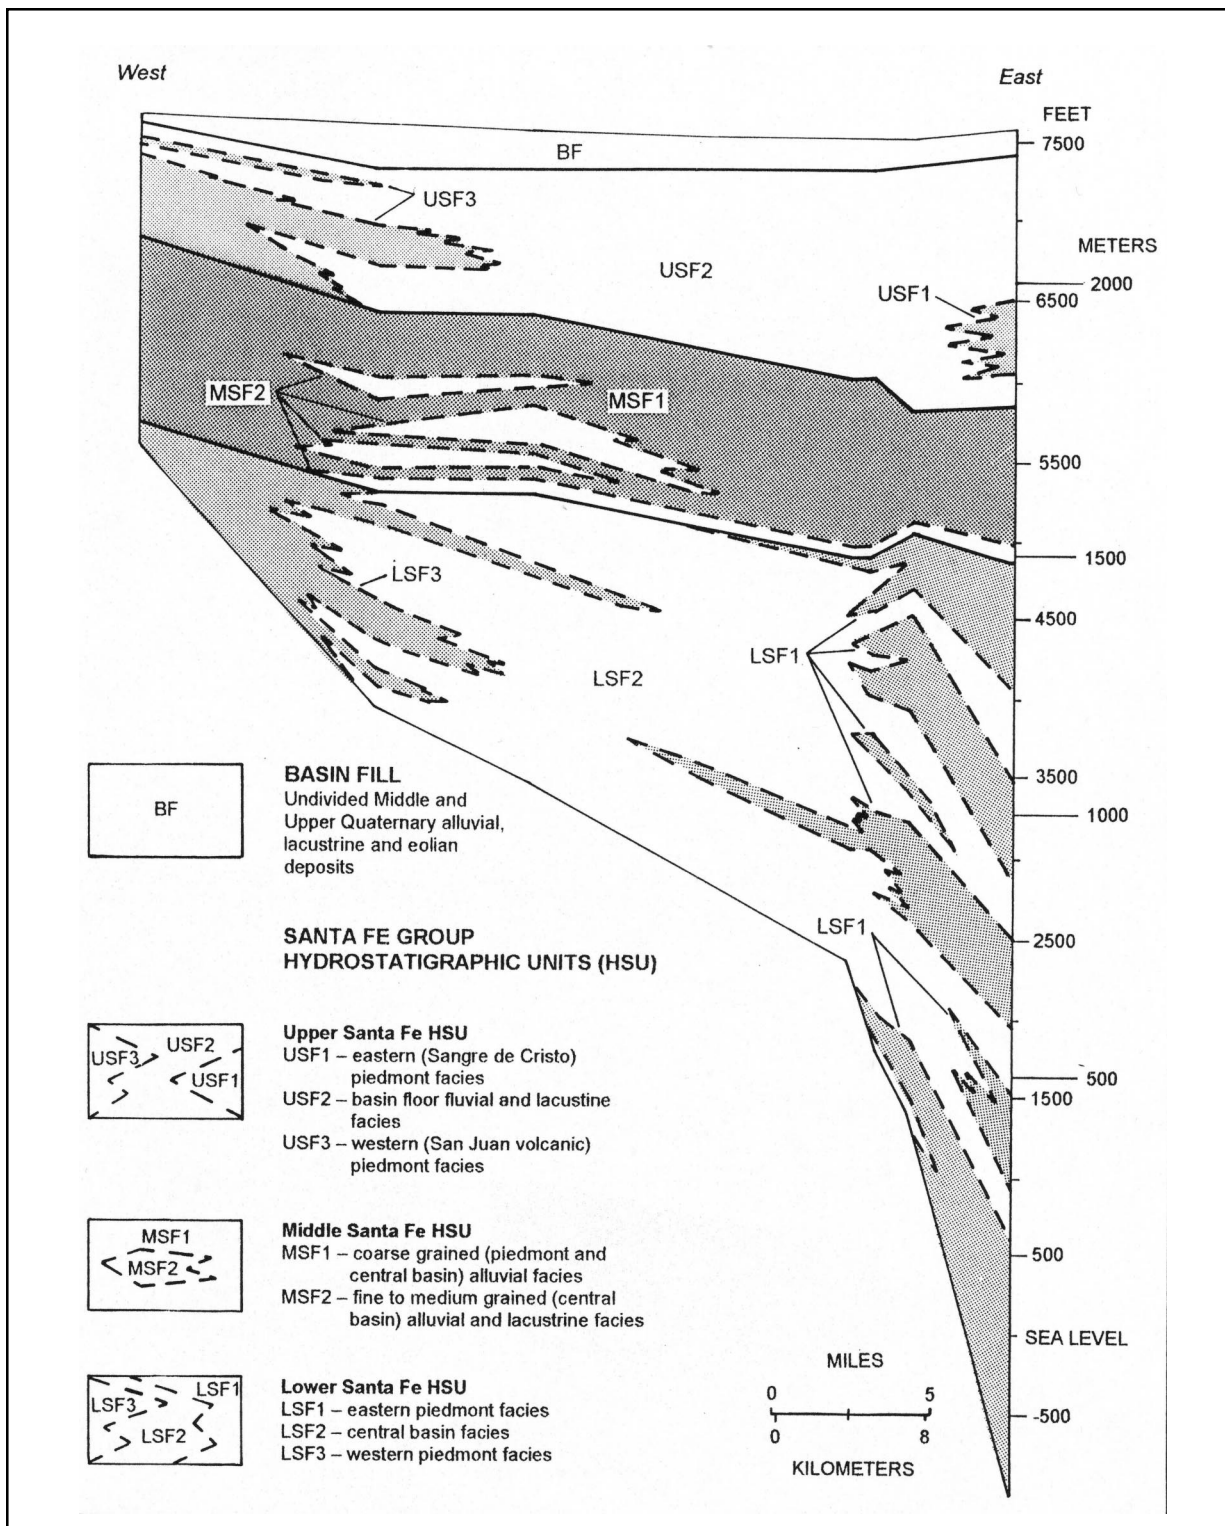 West
East
FEET
BF
7500
USF3
METERS
USF2
2000
USF1
6500
MSF2
MSF1
5500
1500
LSF3
4500
LSF1
LSF2
3500
1000
2500
LSF1
500
1500
500
SEA LEVEL
-500
BF
BASIN FILL
Undivided Middle and
Upper Quaternary alluvial,
lacustrine and eolian
deposits
SANTA FE GROUP
HYDROSTATIGRAPHIC UNITS (HSU)
USF3
USF2
USF1
Upper Santa Fe HSU
USF1 – eastern (Sangre de Cristo)
piedmont facies
USF2 – basin floor fluvial and lacustine
facies
USF3 – western (San Juan volcanic)
piedmont facies
MSF1
MSF2
Middle Santa Fe HSU
MSF1 – coarse grained (piedmont and
central basin) alluvial facies
MSF2 – fine to medium grained (central
basin) alluvial and lacustrine facies
LSF3
LSF1
LSF2
Lower Santa Fe HSU
LSF1 – eastern piedmont facies
LSF2 – central basin facies
LSF3 – western piedmont facies
MILES
0 5
0 8
KILOMETERS